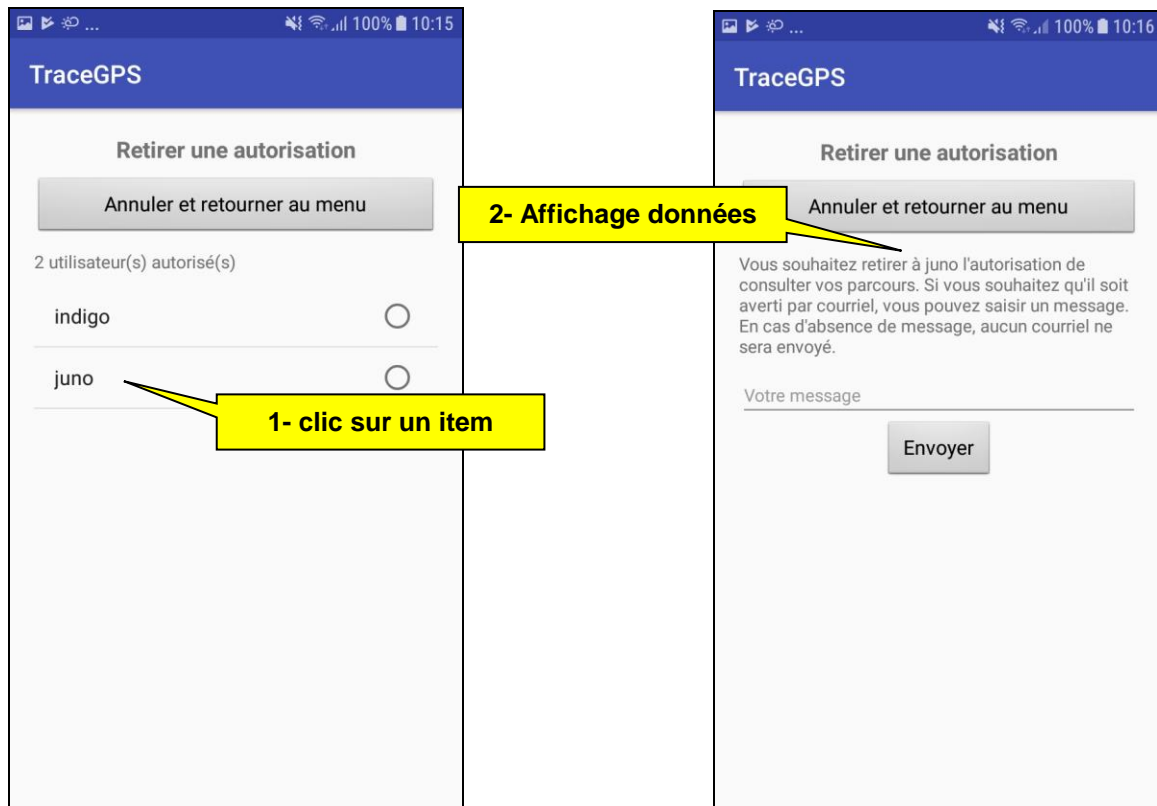 ... 100% 10:15
TraceGPS
Retirer une autorisation
Annuler et retourner au menu
2 utilisateur(s) autorisé(s)
indigo
juno
1- clic sur un item
2- Affichage données
... 100% 10:16
TraceGPS
Retirer une autorisation
Annuler et retourner au menu
Vous souhaitez retirer à juno l'autorisation de
consulter vos parcours. Si vous souhaitez qu'il soit
averti par courriel, vous pouvez saisir un message.
En cas d'absence de message, aucun courriel ne
sera envoyé.
Votre message
Envoyer